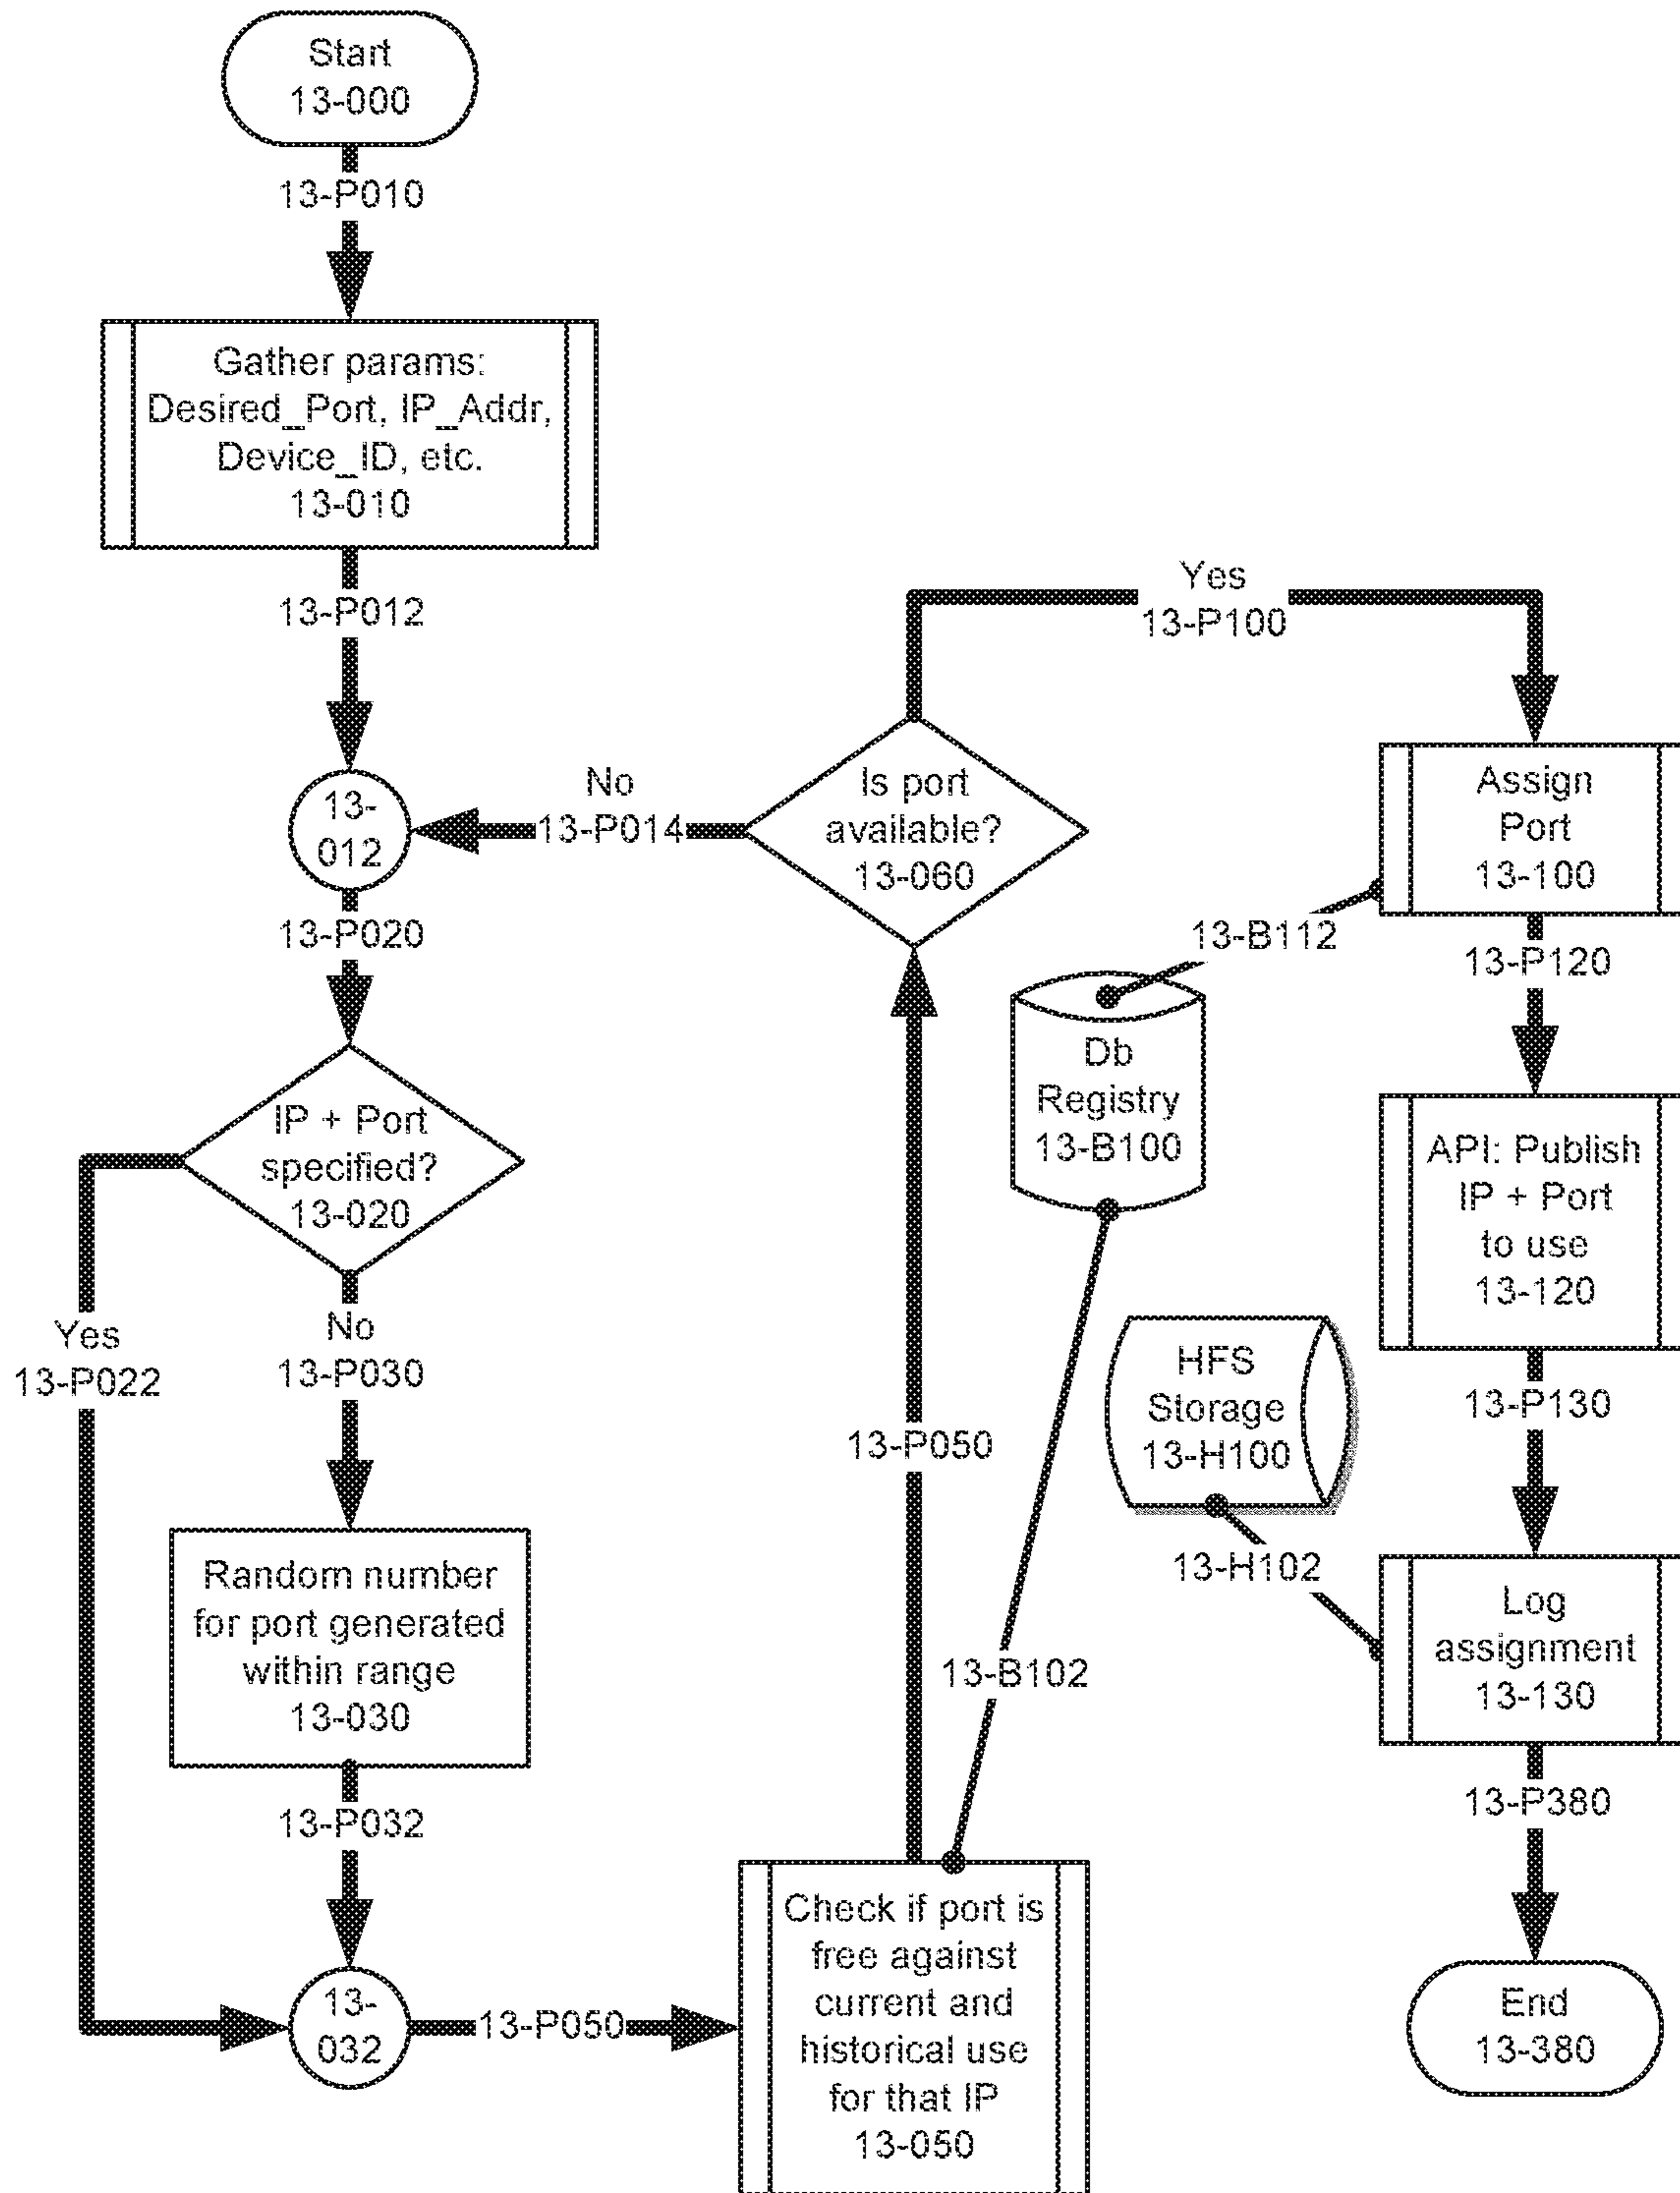 Start
13-000
13-P010
Gather params:
Desired_Port, IP_Addr,
Device_ID, etc.
13-010
13-P012
13-
012
13-P020
IP + Port
specified?
13-020
Yes
13-P022
No
13-P030
Random number
for port generated
within range
13-030
13-P032
13-
032
13-P050
Check if port is
free against
current and
historical use
for that IP
13-050
13-P050
Is port
available?
13-060
No
13-P014
Yes
13-P100
Assign
Port
13-100
13-B112
Db
Registry
13-B100
13-B102
13-P120
API: Publish
IP + Port
to use
13-120
13-P130
HFS
Storage
13-H100
13-H102
Log
assignment
13-130
13-P380
End
13-380